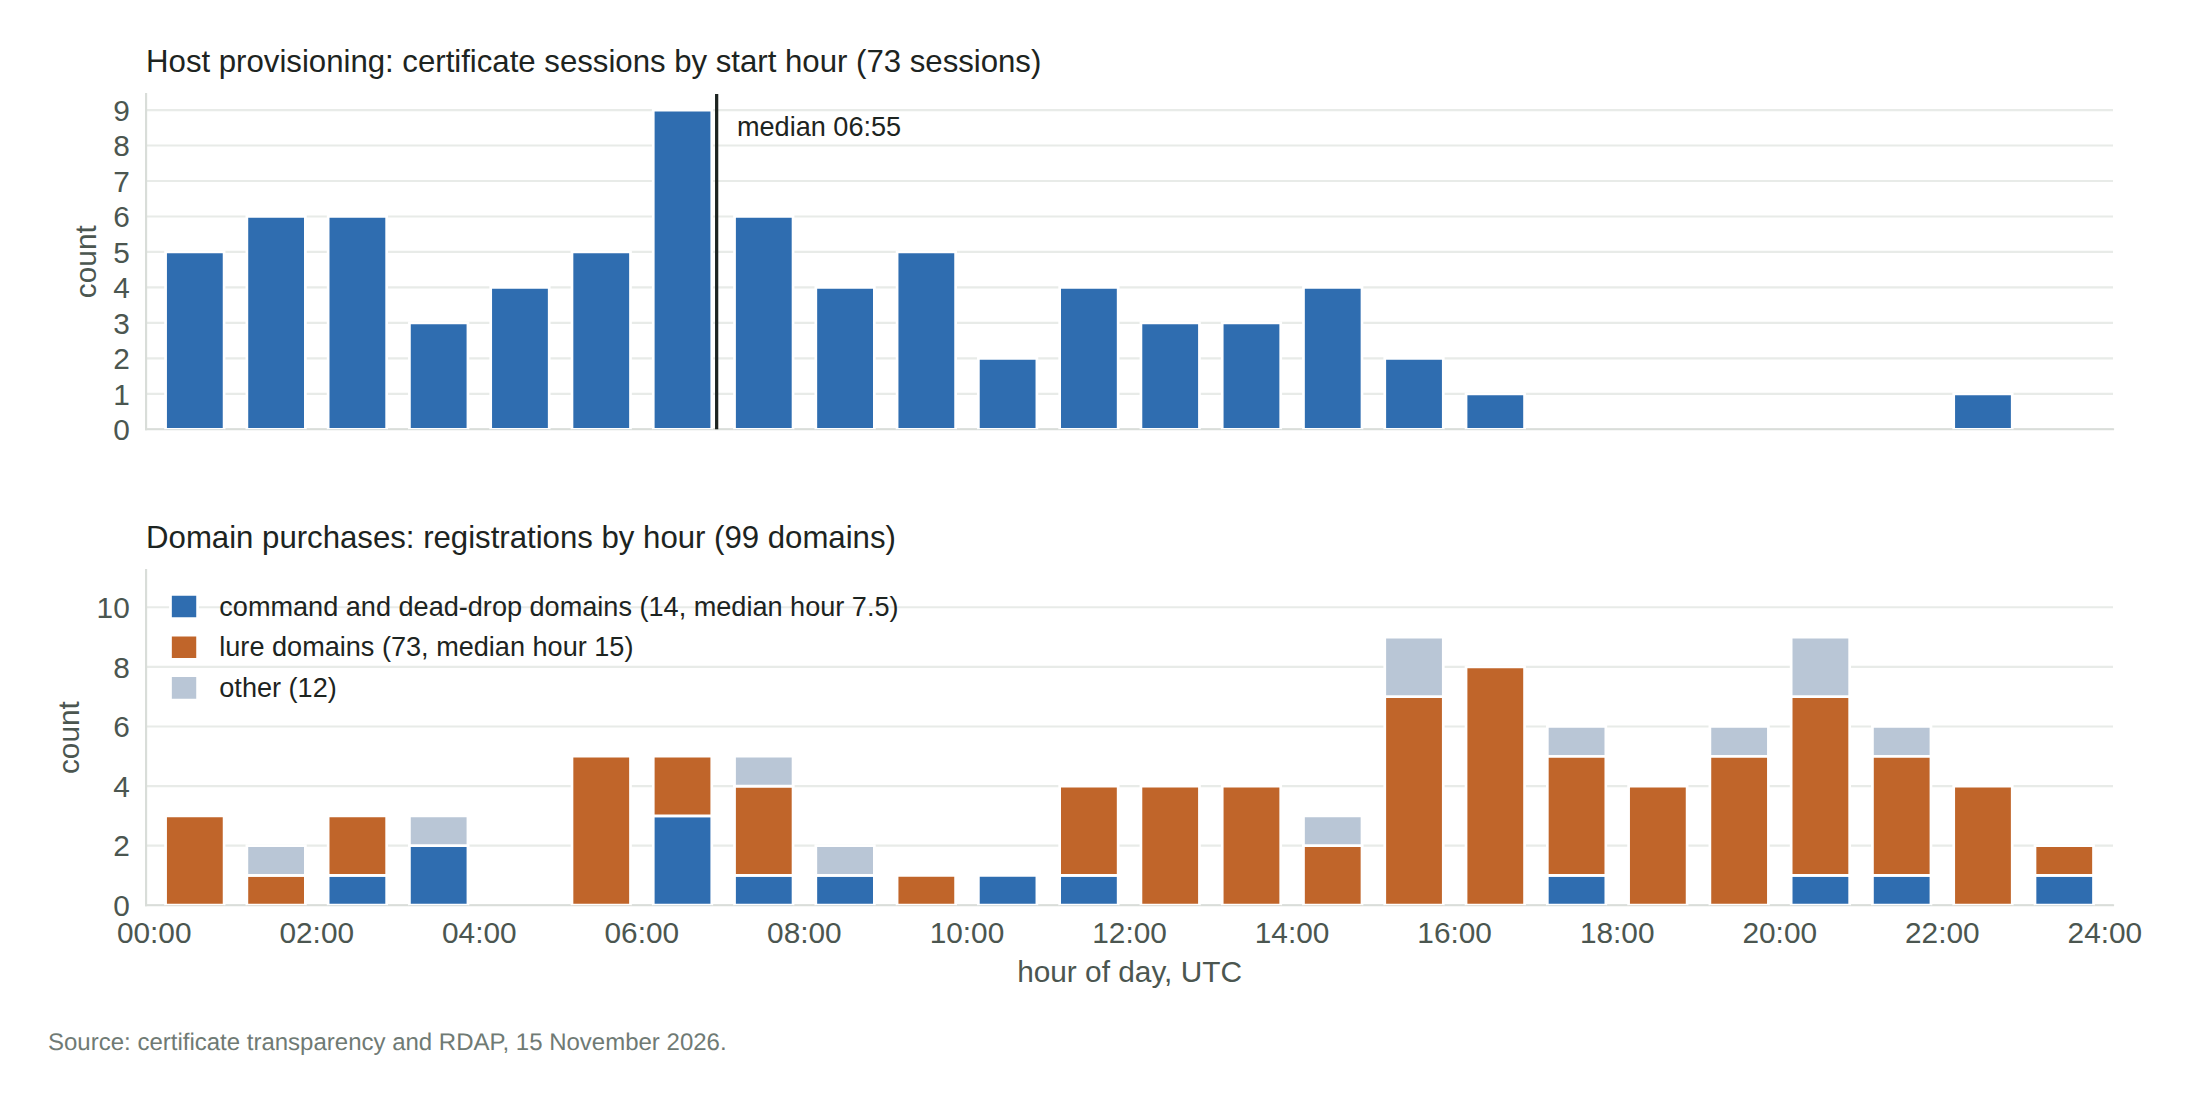 Host provisioning: certificate sessions by start hour (73 sessions)
9
8
7
6
5
4
3
2
1
0
count
median 06:55
Domain purchases: registrations by hour (99 domains)
10
8
6
4
2
0
count
command and dead-drop domains (14, median hour 7.5)
lure domains (73, median hour 15)
other (12)
00:00 02:00 04:00 06:00 08:00 10:00 12:00 14:00 16:00 18:00 20:00 22:00 24:00
hour of day, UTC
Source: certificate transparency and RDAP, 15 November 2026.